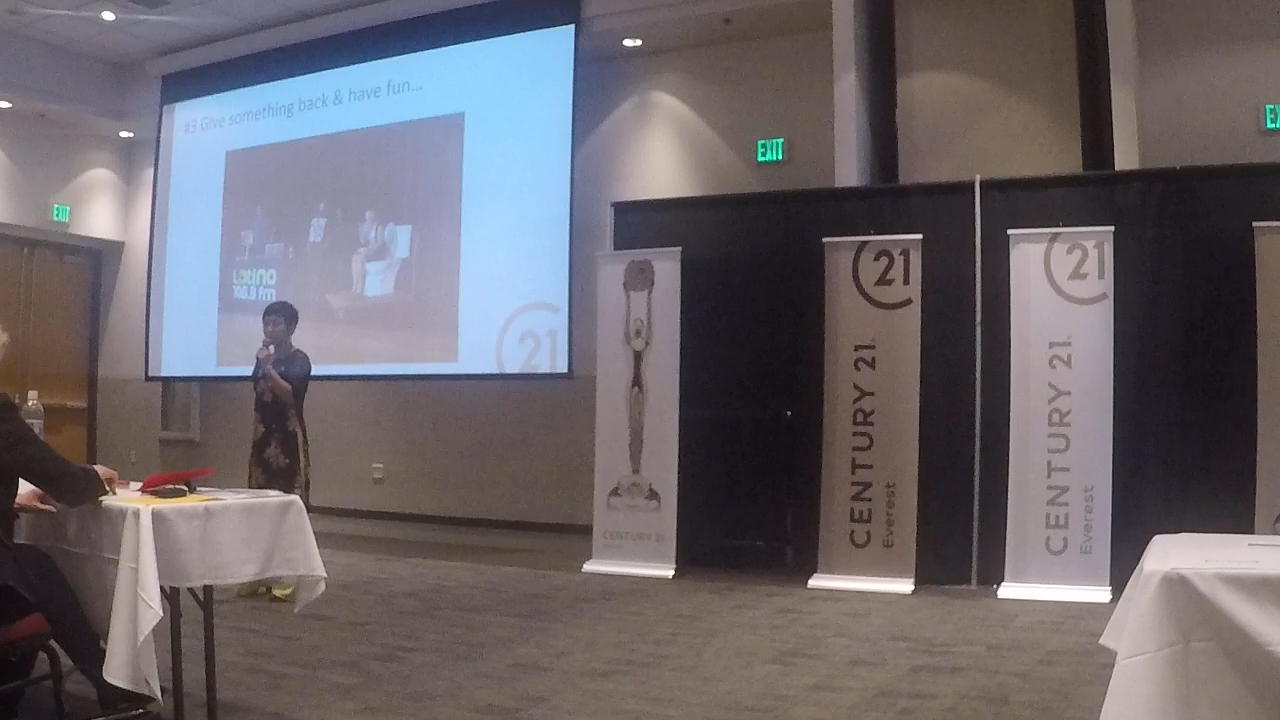 #3 Give something back & have fun...
Latino
21
EXIT
EXIT
CENTURY 21
21
CENTURY 21
Everest
21
CENTURY 21
Everest